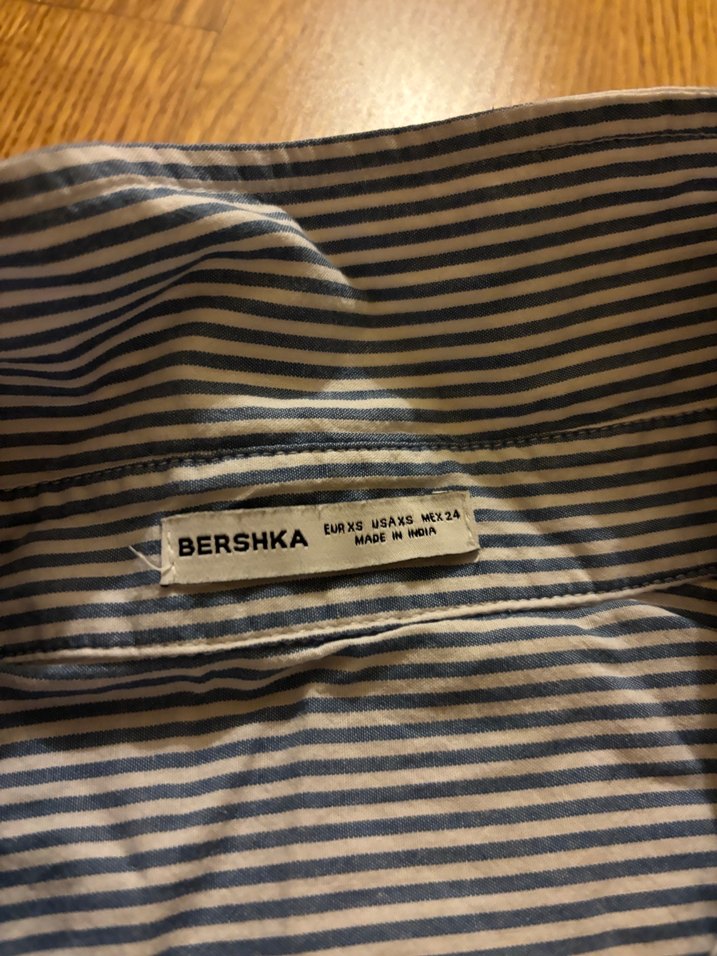 BERSHKA
EUR XS USA XS MEX 24
MADE IN INDIA